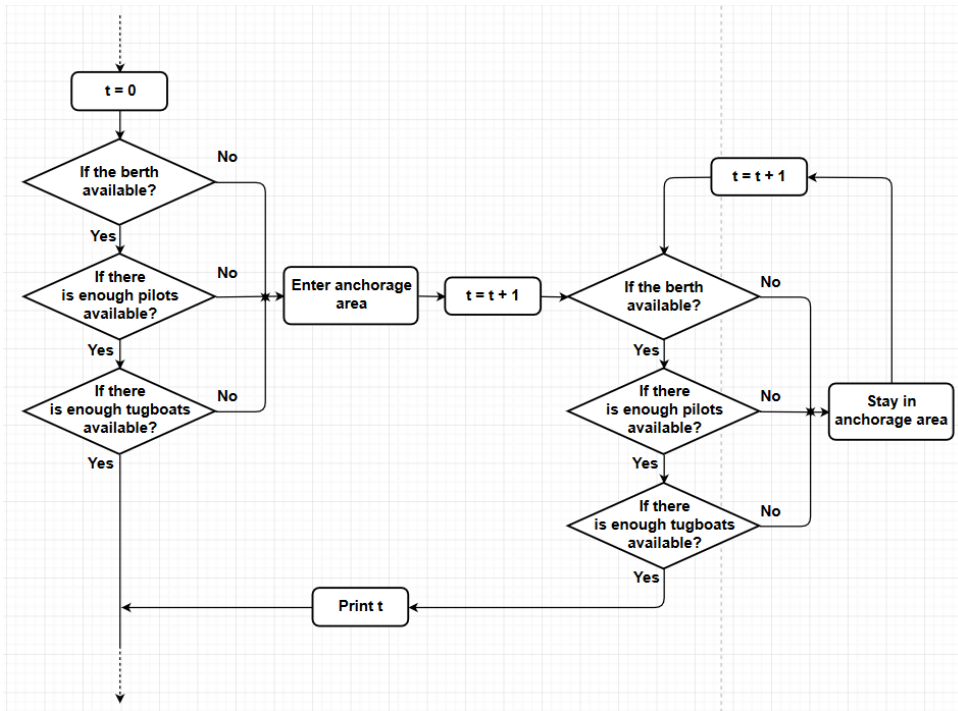 t = 0
If the berth
available?
No
Yes
If there
is enough pilots
available?
No
Yes
If there
is enough tugboats
available?
No
Yes
Enter anchorage
area
t = t + 1
If the berth
available?
No
Yes
If there
is enough pilots
available?
No
Yes
If there
is enough tugboats
available?
No
Yes
Stay in
anchorage area
t = t + 1
Print t